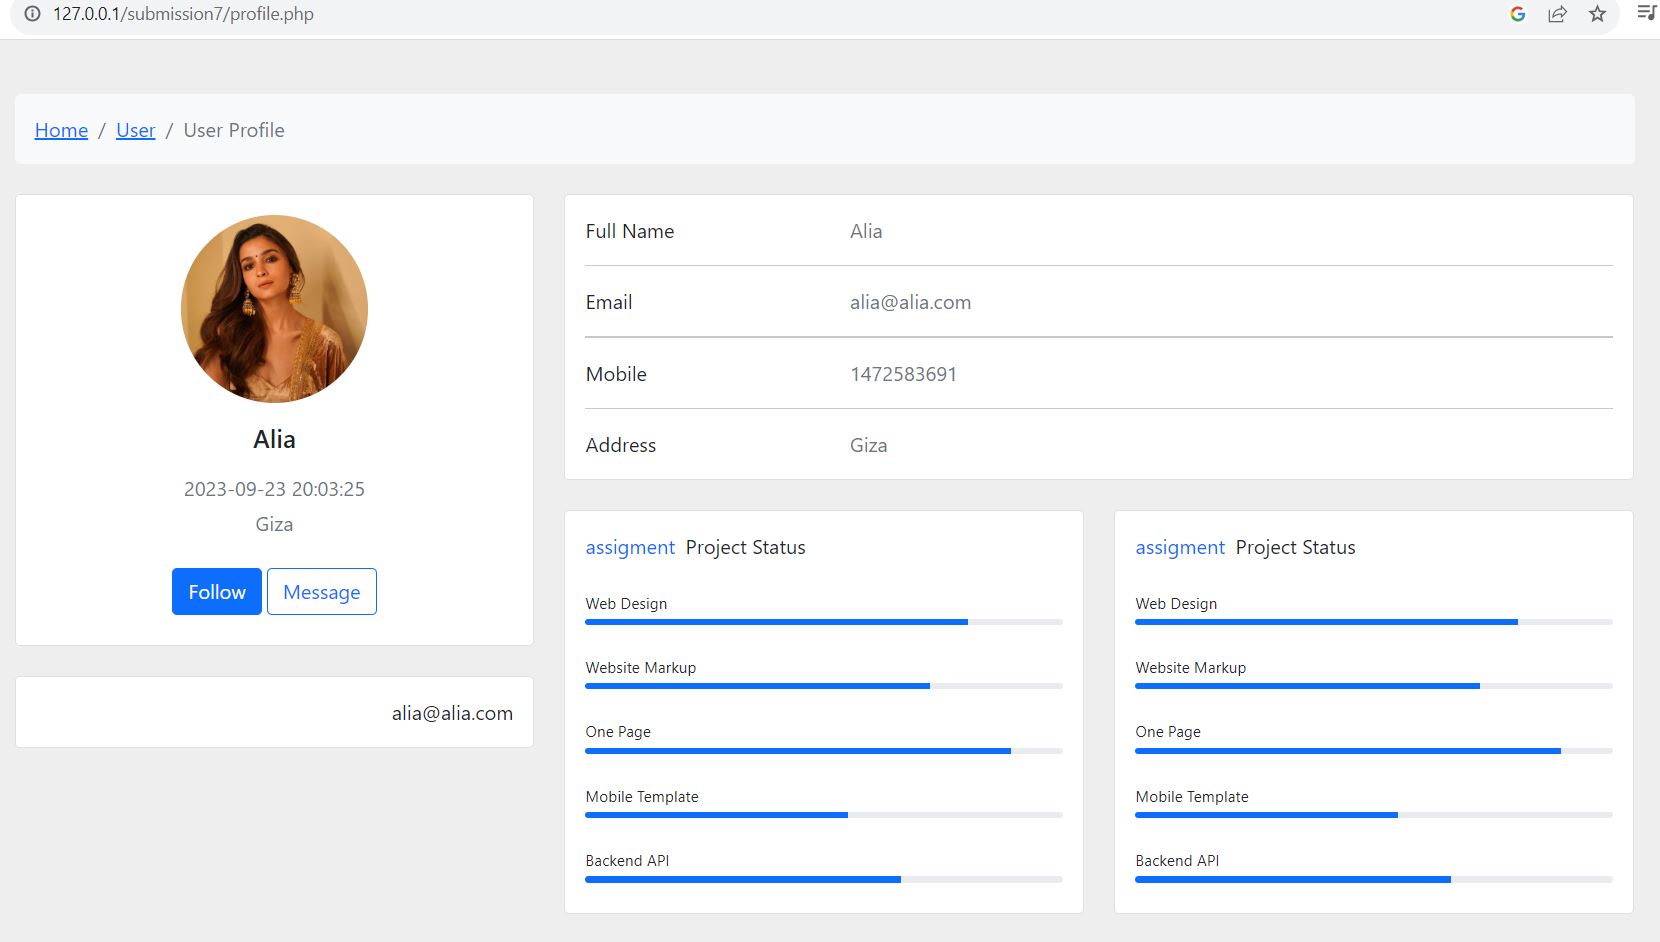 127.0.0.1/submission7/profile.php
Home / User / User Profile
Alia
2023-09-23 20:03:25
Giza
Follow Message
alia@alia.com
Full Name Alia
Email alia@alia.com
Mobile 1472583691
Address Giza
assigment Project Status
Web Design
Website Markup
One Page
Mobile Template
Backend API
assigment Project Status
Web Design
Website Markup
One Page
Mobile Template
Backend API